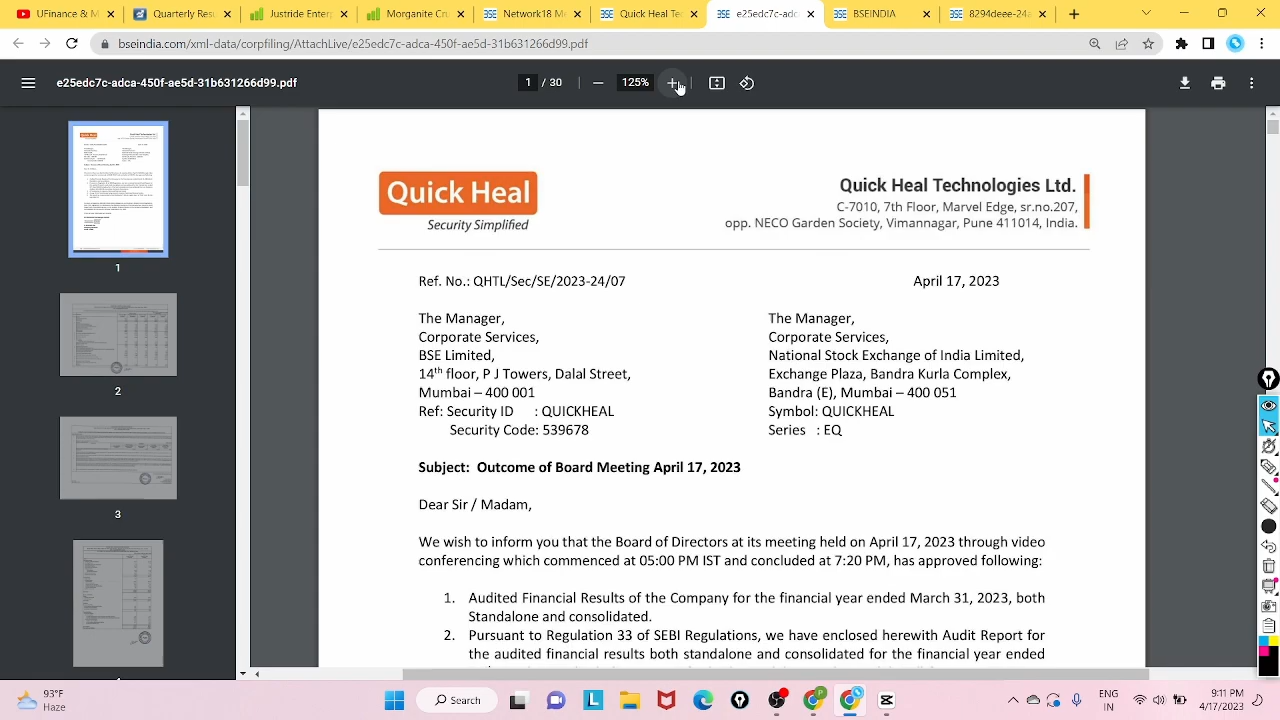 UFinance & M
Quarterly Resu
Justride Enterp
Morganite Cru
Network18 Me
Quick Heal Tec
e25edc7c-adc
BSEINDIA
8294deee-24a
bseindia.com/xml-data/corpfiling/AttachLive/e25edc7c-adca-450f-ae5d-31b631266d99.pdf
e25edc7c-adca-450f-ae5d-31b631266d99.pdf
1 / 30
125%
1
2
3
Quick Heal
Security Simplified
Quick Heal Technologies Ltd.
C-7010, 7th Floor, Marvel Edge, sr.no.207,
opp. NECO Garden Society, Vimannagar, Pune 411014, India.
Ref. No.: QHTL/Sec/SE/2023-24/07 April 17, 2023
The Manager,
Corporate Services,
BSE Limited,
14th floor, P J Towers, Dalal Street,
Mumbai – 400 001
Ref: Security ID : QUICKHEAL
Security Code: 539678
The Manager,
Corporate Services,
National Stock Exchange of India Limited,
Exchange Plaza, Bandra Kurla Complex,
Bandra (E), Mumbai – 400 051
Symbol: QUICKHEAL
Series : EQ
Subject: Outcome of Board Meeting April 17, 2023
Dear Sir / Madam,
We wish to inform you that the Board of Directors at its meeting held on April 17, 2023 through video
conferencing which commenced at 05:00 PM IST and concluded at 7:20 PM, has approved following:
1. Audited Financial Results of the Company for the financial year ended March 31, 2023, both
Standalone and consolidated.
2. Pursuant to Regulation 33 of SEBI Regulations, we have enclosed herewith Audit Report for
the audited financial results both standalone and consolidated for the financial year ended
93°F
Haze
Search
ENG
IN
9:11 PM
4/17/2023